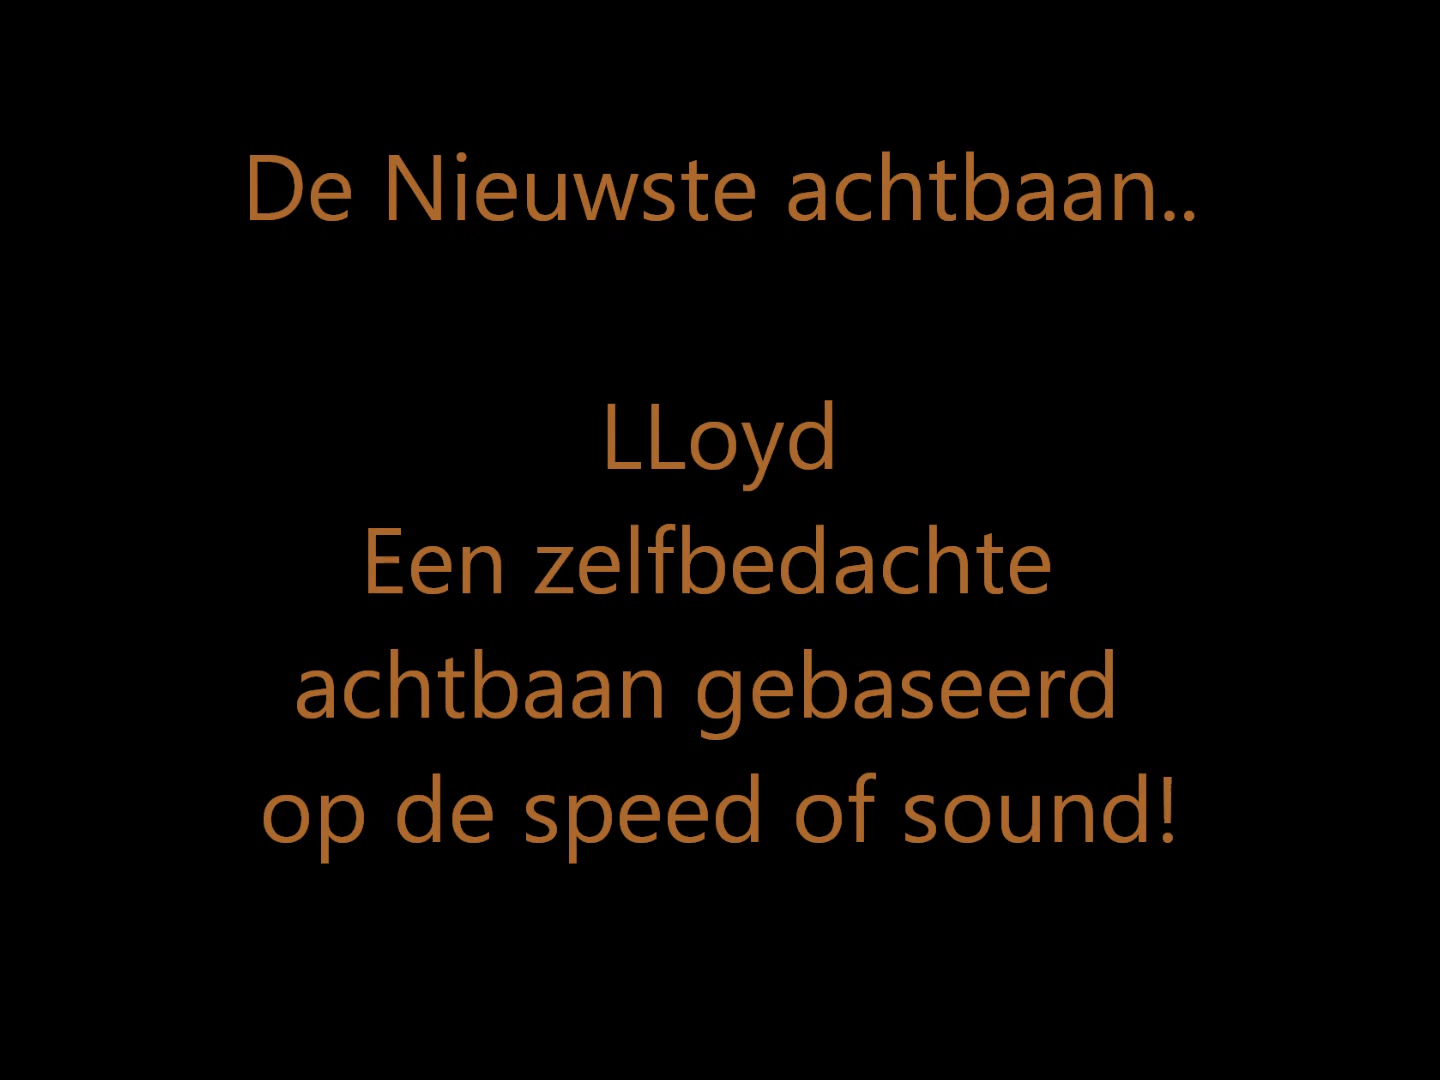 De Nieuwste achtbaan..
LLoyd
Een zelfbedachte
achtbaan gebaseerd
op de speed of sound!